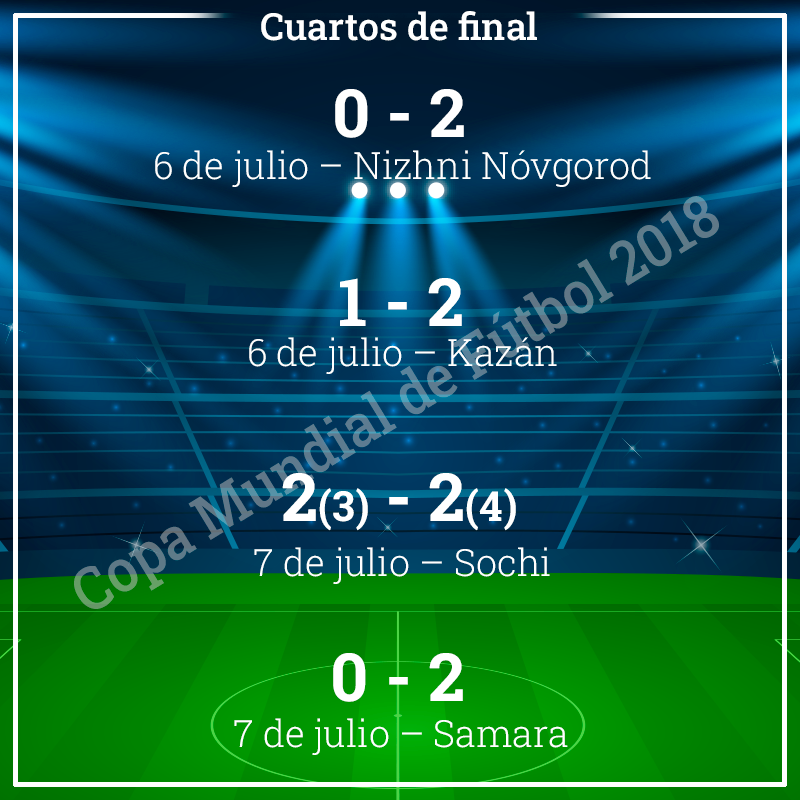 Cuartos de final
0 - 2
6 de julio – Nizhni Nóvgorod
1 - 2
6 de julio – Kazán
2(3) - 2(4)
7 de julio – Sochi
0 - 2
7 de julio – Samara
Copa Mundial de Fútbol 2018